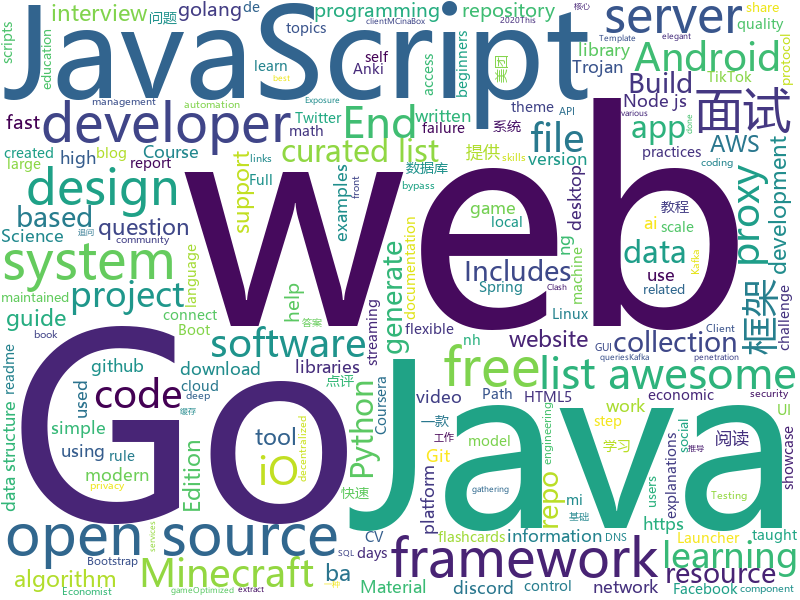 scripts
interview
问题
golang
de
programming
topics
learn
clientMCinaBox
repository
2020This
核心
Template
elegant
share
quality
de
JavaScript
server
self
Anki
beginners
library
美团
access
protocol
Trojan
TikTok
Android
education
management
automation
Exposure
best
Build
Node js
math
fast
developer
Twitter
End
written
failure
theme
API
系统
file
app
done
various
面试
created
blog
links
large
report
high
Course
Full
curated list
提供
version
practices
AWS
skills
数据库
bypass
design
support
examples
desktop
game
local
ng
proxy
development
coding
front
教程
ai
scale
based
question
Science
language
追问
community
documentation
Includes
Spring
machine
data
use
related
Kafka
system
maintained
guide
project
help
generate
streaming
connect
Boot
答案
web
Linux
flexible
website
GUI
Clash
框架
challenge
book
readme
software
github
download
libraries
cloud
点评
free
collection
DNS
Client
queriesKafka
penetration
data structure
code
Python
HTML5
nh
list awesome
economic
security
used
simple
using
rule
Edition
tool
video
一款
Path
work
UI
deep
Coursera
platform
step
social
model
Git
学习
engineering
repo
阅读
Testing
explanations
showcase
modern
iO
快速
decentralized
mi
users
Go
Java
https
taught
gathering
open source
framework
learning
services
Bootstrap
CV
days
flashcards
DNS
information
Launcher
缓存
SQL
privacy
algorithm
Minecraft
ba
Material
discord
control
network
resource
Facebook
component
工作
基础
推导
Economist
gameOptimized
extract